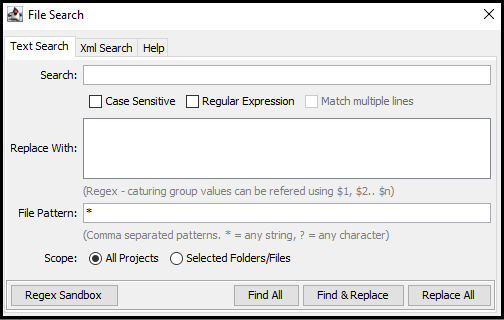 File Search
Text Search Xml Search Help
Search:
Case Sensitive Regular Expression Match multiple lines
Replace With:
(Regex - caturing group values can be refered using $1, $2.. $n)
File Pattern: *
(Comma separated patterns. * = any string, ? = any character)
Scope: All Projects Selected Folders/Files
Regex Sandbox Find All Find & Replace Replace All